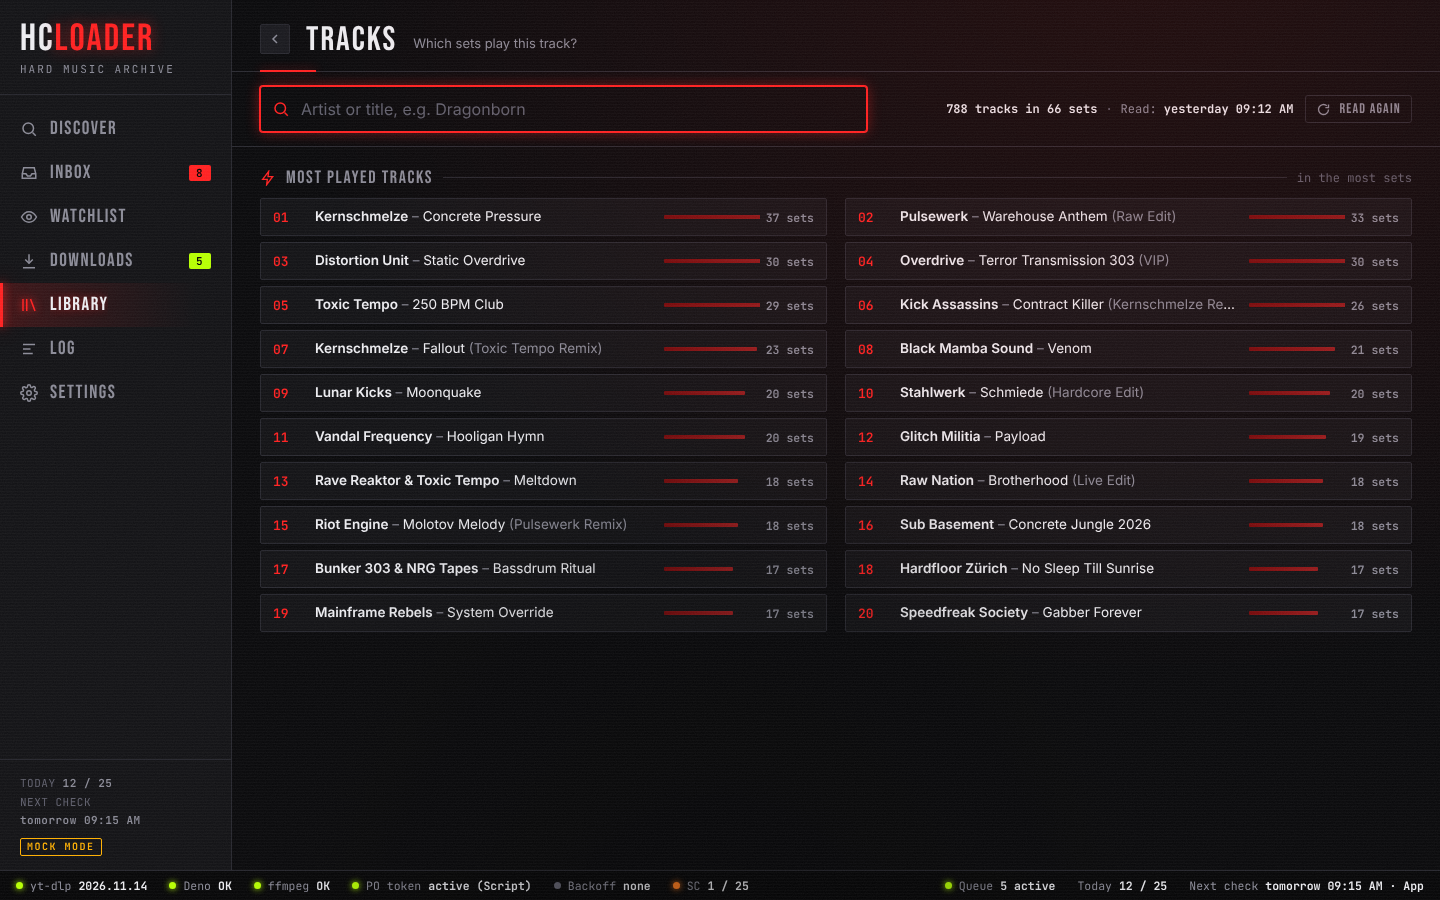 HCLOADER
HARD MUSIC ARCHIVE
DISCOVER
INBOX 8
WATCHLIST
DOWNLOADS 5
LIBRARY
LOG
SETTINGS
TODAY 12 / 25
NEXT CHECK
tomorrow 09:15 AM
MOCK MODE
TRACKS Which sets play this track?
Artist or title, e.g. Dragonborn
788 tracks in 66 sets · Read: yesterday 09:12 AM READ AGAIN
MOST PLAYED TRACKS in the most sets
01 Kernschmelze – Concrete Pressure 37 sets
02 Pulsewerk – Warehouse Anthem (Raw Edit) 33 sets
03 Distortion Unit – Static Overdrive 30 sets
04 Overdrive – Terror Transmission 303 (VIP) 30 sets
05 Toxic Tempo – 250 BPM Club 29 sets
06 Kick Assassins – Contract Killer (Kernschmelze Re... 26 sets
07 Kernschmelze – Fallout (Toxic Tempo Remix) 23 sets
08 Black Mamba Sound – Venom 21 sets
09 Lunar Kicks – Moonquake 20 sets
10 Stahlwerk – Schmiede (Hardcore Edit) 20 sets
11 Vandal Frequency – Hooligan Hymn 20 sets
12 Glitch Militia – Payload 19 sets
13 Rave Reaktor & Toxic Tempo – Meltdown 18 sets
14 Raw Nation – Brotherhood (Live Edit) 18 sets
15 Riot Engine – Molotov Melody (Pulsewerk Remix) 18 sets
16 Sub Basement – Concrete Jungle 2026 18 sets
17 Bunker 303 & NRG Tapes – Bassdrum Ritual 17 sets
18 Hardfloor Zürich – No Sleep Till Sunrise 17 sets
19 Mainframe Rebels – System Override 17 sets
20 Speedfreak Society – Gabber Forever 17 sets
yt-dlp 2026.11.14 Deno OK ffmpeg OK PO token active (Script) Backoff none SC 1 / 25 Queue 5 active Today 12 / 25 Next check tomorrow 09:15 AM · App